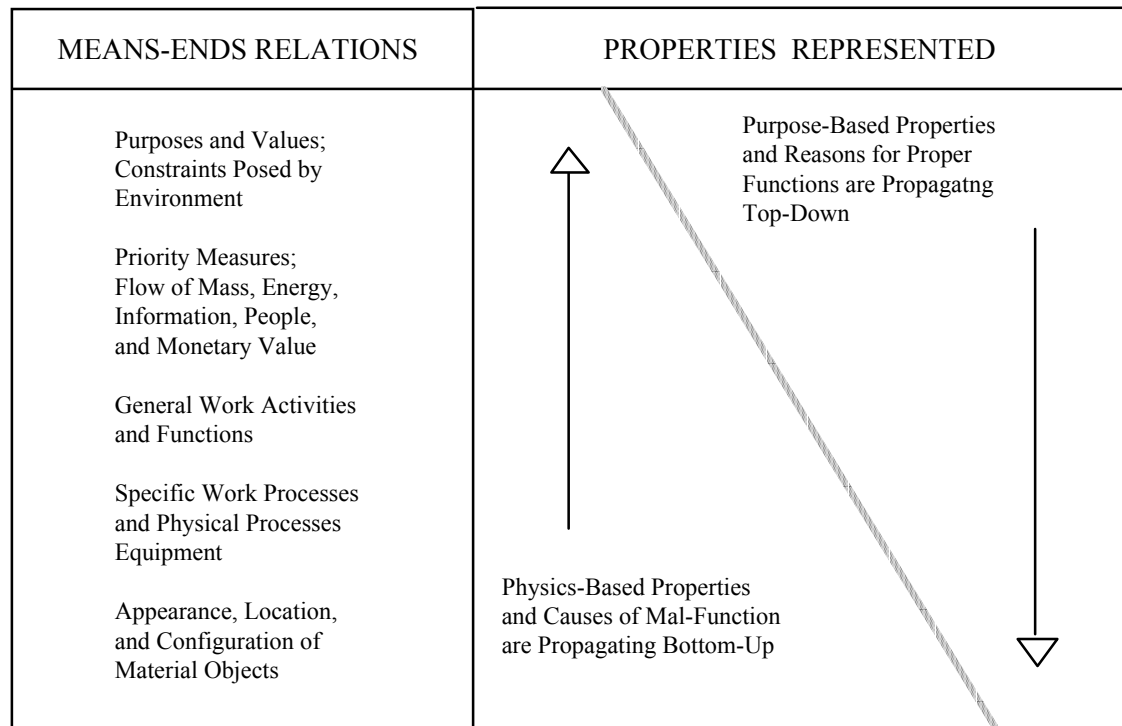 MEANS-ENDS RELATIONS
PROPERTIES REPRESENTED
Purposes and Values;
Constraints Posed by
Environment
Priority Measures;
Flow of Mass, Energy,
Information, People,
and Monetary Value
General Work Activities
and Functions
Specific Work Processes
and Physical Processes
Equipment
Appearance, Location,
and Configuration of
Material Objects
Purpose-Based Properties
and Reasons for Proper
Functions are Propagatng
Top-Down
Physics-Based Properties
and Causes of Mal-Function
are Propagating Bottom-Up